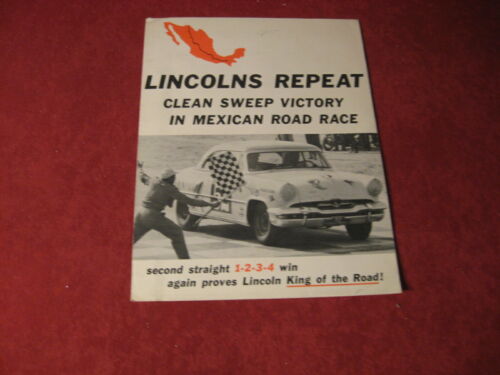 LINCOLNS REPEAT
CLEAN SWEEP VICTORY
IN MEXICAN ROAD RACE
second straight 1-2-3-4 win
again proves Lincoln King of the Road!